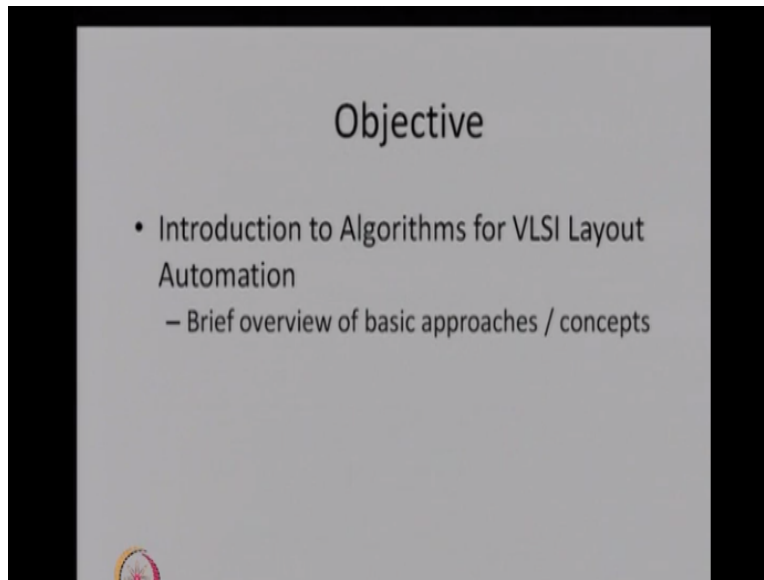 Objective
• Introduction to Algorithms for VLSI Layout
Automation
– Brief overview of basic approaches / concepts